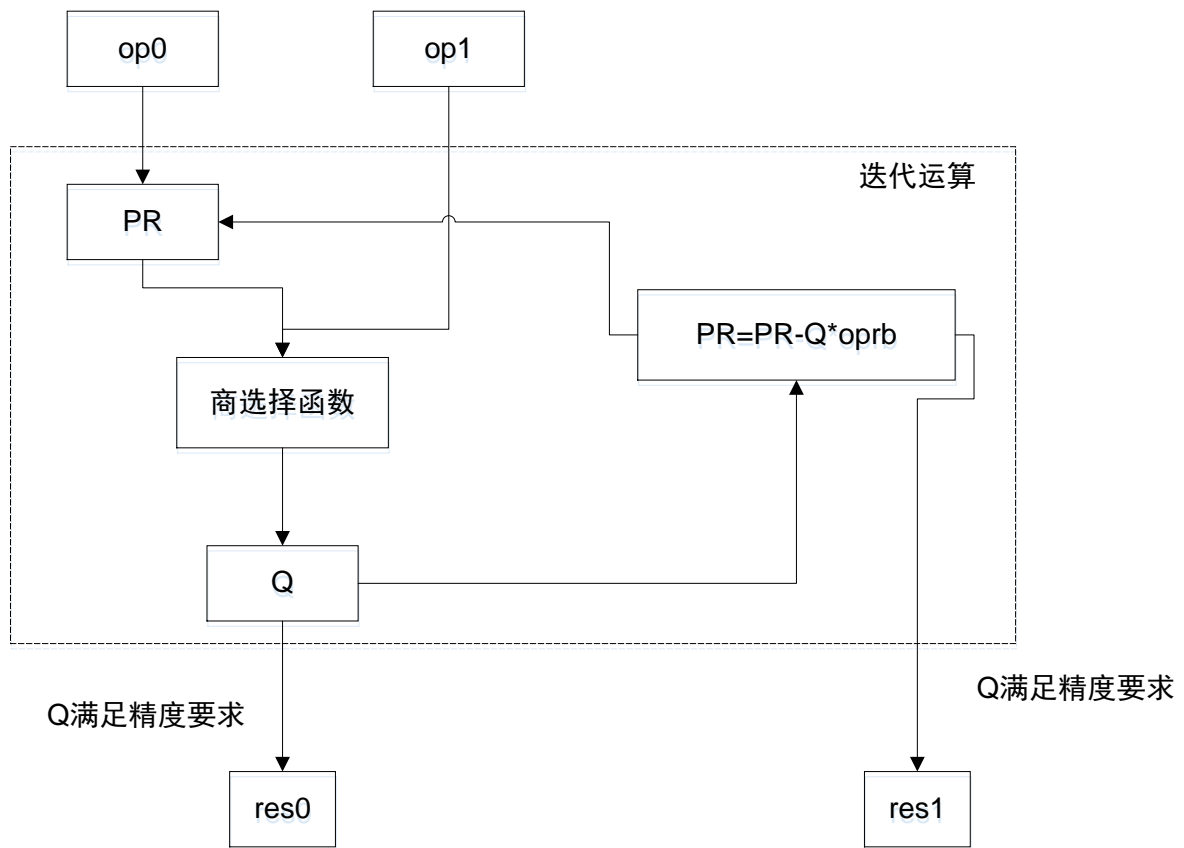 op0
op1
迭代运算
PR
PR=PR-Q*oprb
商选择函数
Q
Q满足精度要求
Q满足精度要求
res0
res1